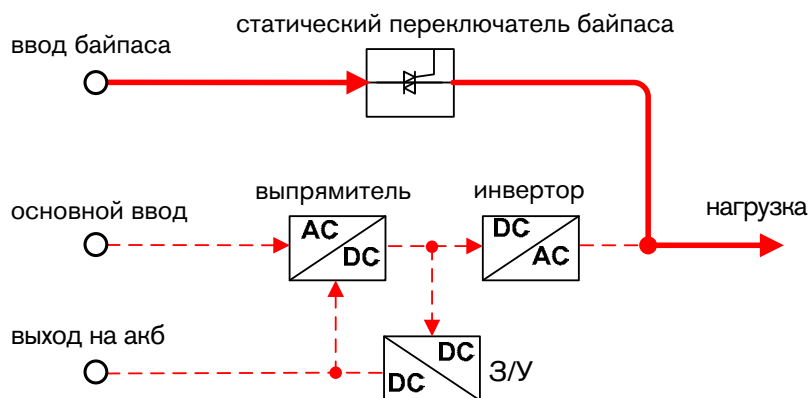 статический переключатель байпаса
ввод байпаса
выпрямитель
инвертор
основной ввод
нагрузка
AC
DC
DC
AC
выход на акб
DC
DC
З/У